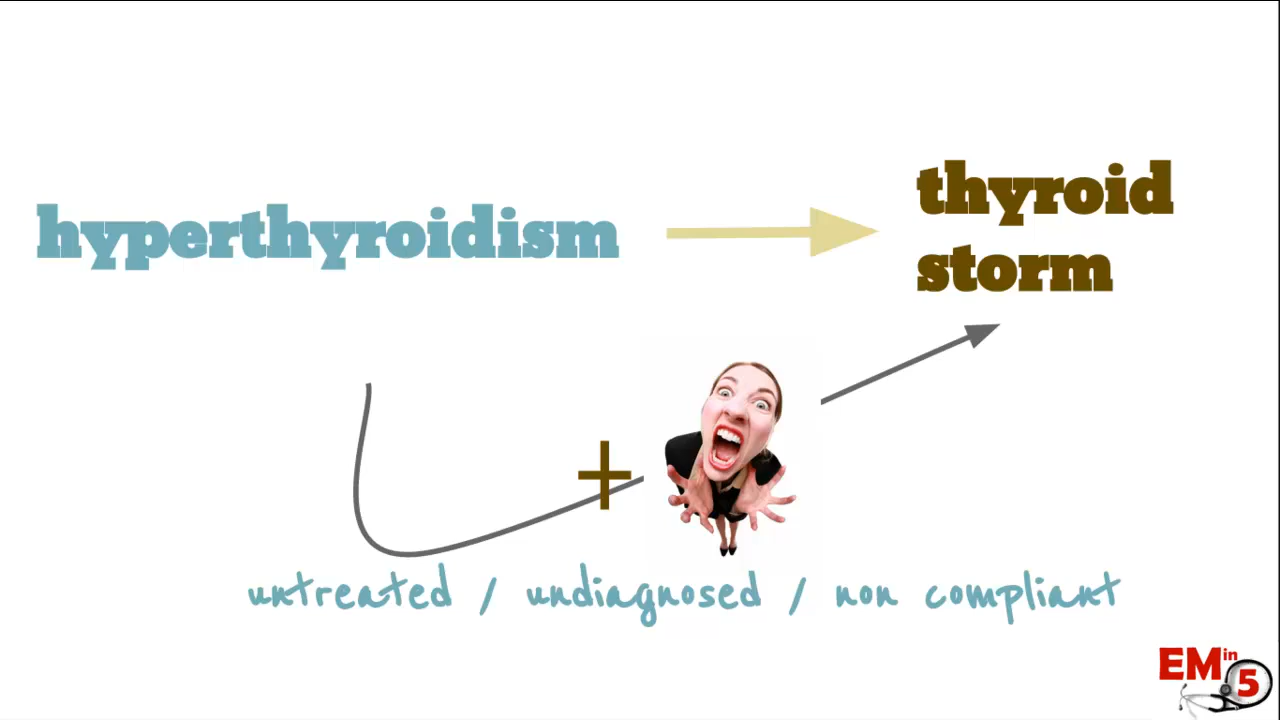 hyperthyroidism
thyroid
storm
+
untreated / undiagnosed / non compliant
EM in 5